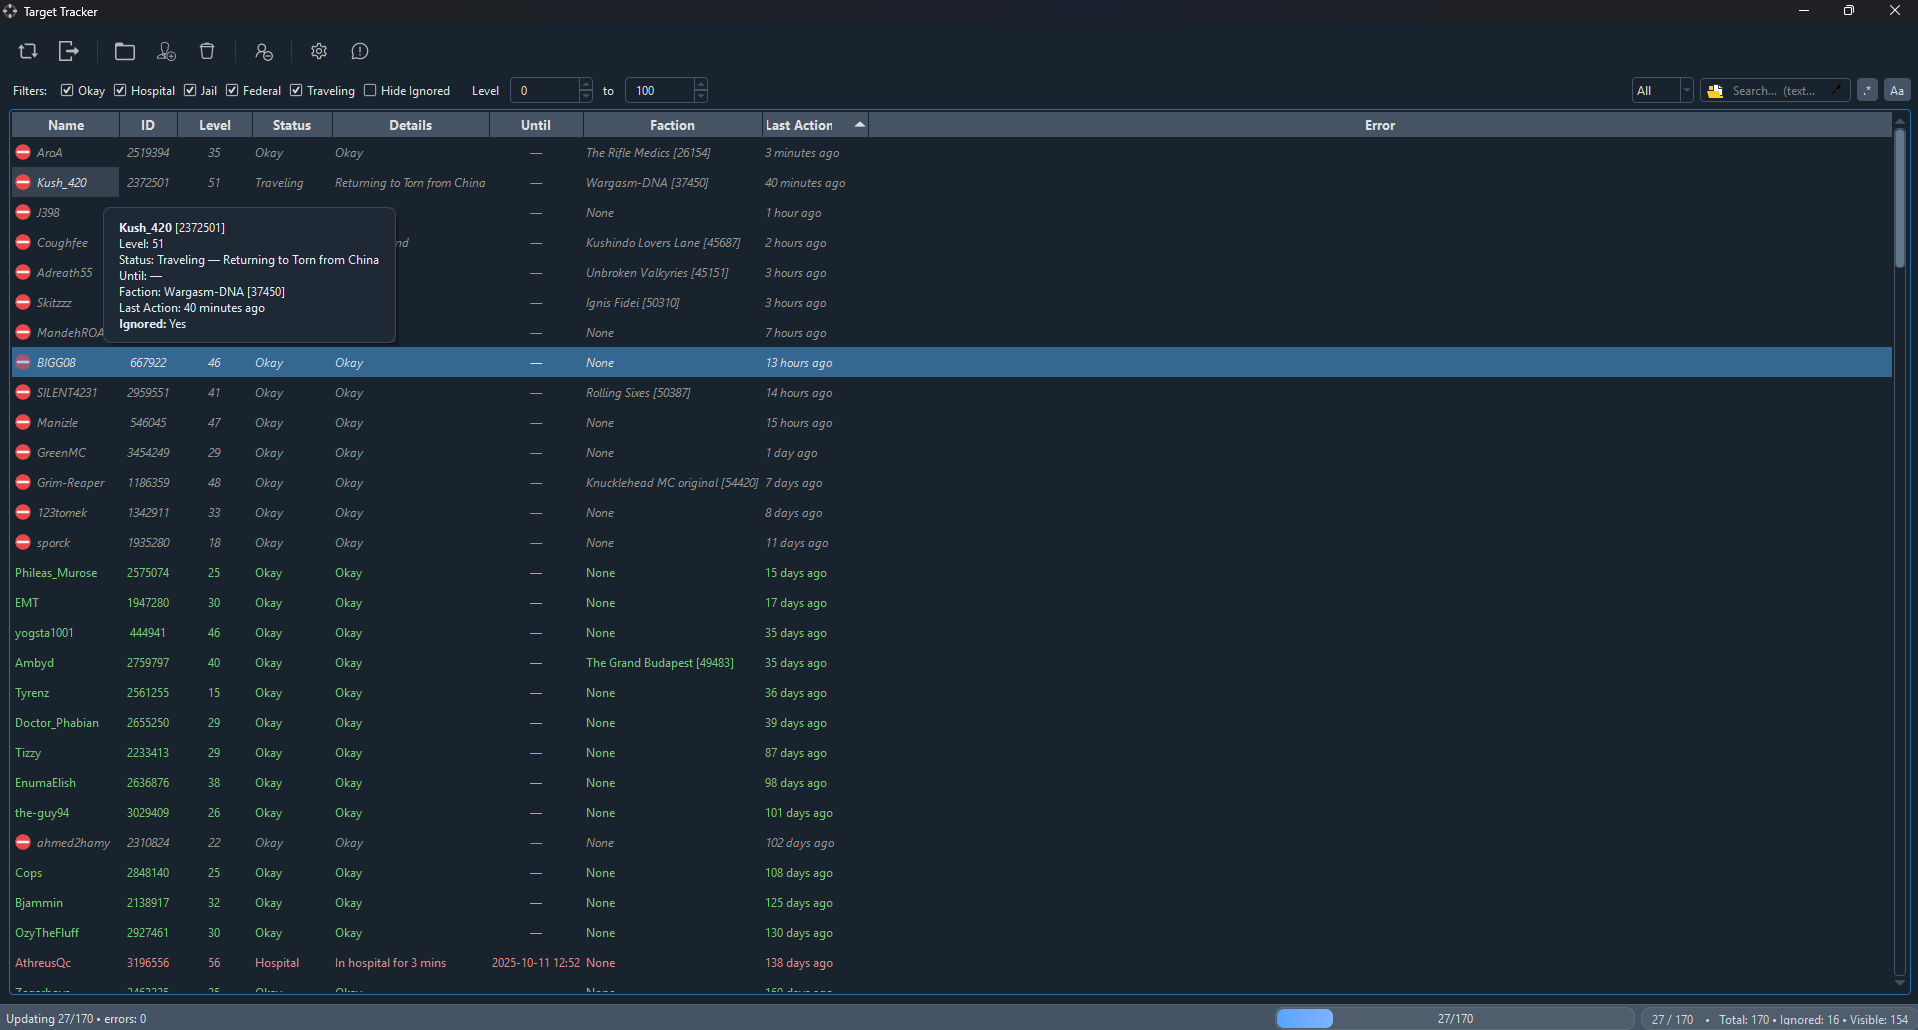 Target Tracker
Filters: Okay Hospital Jail Federal Traveling Hide Ignored Level 0 to 100 All Search... (text... .* Aa
Name ID Level Status Details Until Faction Last Action Error
AroA 2519394 35 Okay Okay — The Rifle Medics [26154] 3 minutes ago
Kush_420 2372501 51 Traveling Returning to Torn from China — Wargasm-DNA [37450] 40 minutes ago
J398 — None 1 hour ago
Coughfee nd — Kushindo Lovers Lane [45687] 2 hours ago
Adreath55 — Unbroken Valkyries [45151] 3 hours ago
Skitzzz — Ignis Fidei [50310] 3 hours ago
MandehROA — None 7 hours ago
Kush_420 [2372501]
Level: 51
Status: Traveling — Returning to Torn from China
Until: —
Faction: Wargasm-DNA [37450]
Last Action: 40 minutes ago
Ignored: Yes
BIGG08 667922 46 Okay Okay — None 13 hours ago
SILENT4231 2959551 41 Okay Okay — Rolling Sixes [50387] 14 hours ago
Manizle 546045 47 Okay Okay — None 15 hours ago
GreenMC 3454249 29 Okay Okay — None 1 day ago
Grim-Reaper 1186359 48 Okay Okay — Knucklehead MC original [54420] 7 days ago
123tomek 1342911 33 Okay Okay — None 8 days ago
sporck 1935280 18 Okay Okay — None 11 days ago
Phileas_Murose 2575074 25 Okay Okay — None 15 days ago
EMT 1947280 30 Okay Okay — None 17 days ago
yogsta1001 444941 46 Okay Okay — None 35 days ago
Ambyd 2759797 40 Okay Okay — The Grand Budapest [49483] 35 days ago
Tyrenz 2561255 15 Okay Okay — None 36 days ago
Doctor_Phabian 2655250 29 Okay Okay — None 39 days ago
Tizzy 2233413 29 Okay Okay — None 87 days ago
EnumaElish 2636876 38 Okay Okay — None 98 days ago
the-guy94 3029409 26 Okay Okay — None 101 days ago
ahmed2hamy 2310824 22 Okay Okay — None 102 days ago
Cops 2848140 25 Okay Okay — None 108 days ago
Bjammin 2138917 32 Okay Okay — None 125 days ago
OzyTheFluff 2927461 30 Okay Okay — None 130 days ago
AthreusQc 3196556 56 Hospital In hospital for 3 mins 2025-10-11 12:52 None 138 days ago
Updating 27/170 • errors: 0 27/170 27 / 170 • Total: 170 • Ignored: 16 • Visible: 154